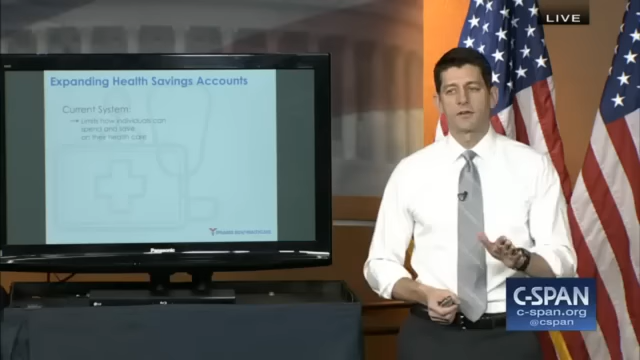 LIVE
Expanding Health Savings Accounts
Current System:
→ Limits how individuals can
spend and save
on their health care
Panasonic
C-SPAN
c-span.org
@cspan